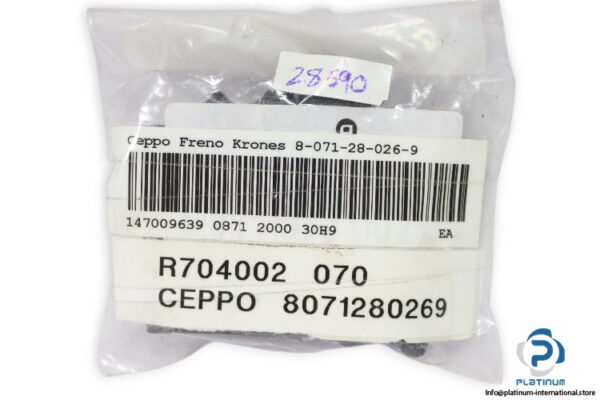 28590
Ceppo Freno Krones 8-071-28-026-9
147009639 0871 2000 30H9 EA
R704002 070
CEPPO 8071280269
PLATINUM
Info@platinum-international.store